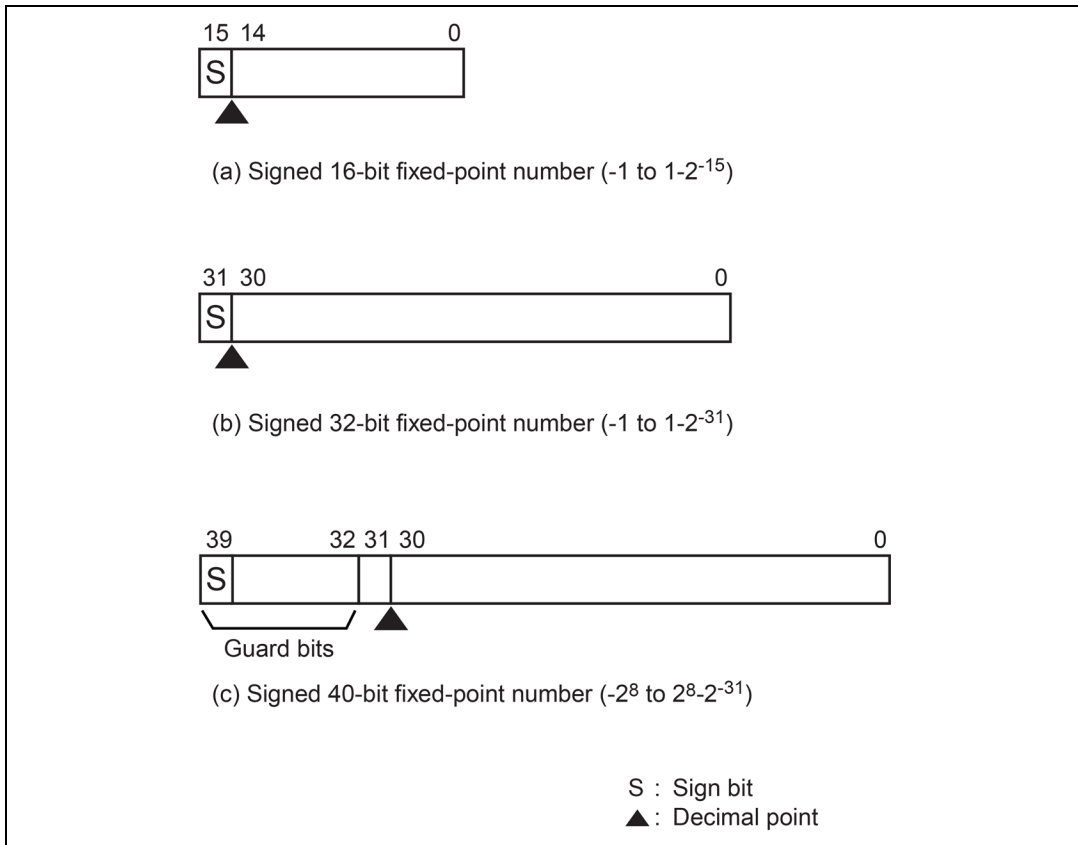 15 14 0
S
(a) Signed 16-bit fixed-point number (-1 to 1-2⁻¹⁵)
31 30 0
S
(b) Signed 32-bit fixed-point number (-1 to 1-2⁻³¹)
39 32 31 30 0
S
Guard bits
(c) Signed 40-bit fixed-point number (-2⁸ to 2⁸-2⁻³¹)
S : Sign bit
▲ : Decimal point